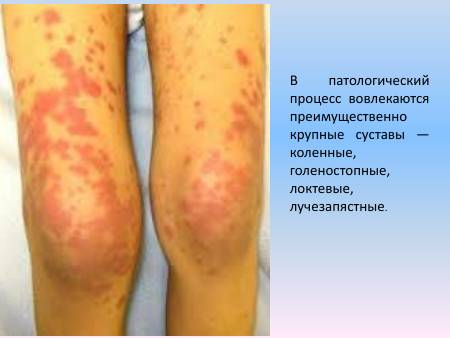 В патологический
процесс вовлекаются
преимущественно
крупные суставы —
коленные,
голеностопные,
локтевые,
лучезапястные.